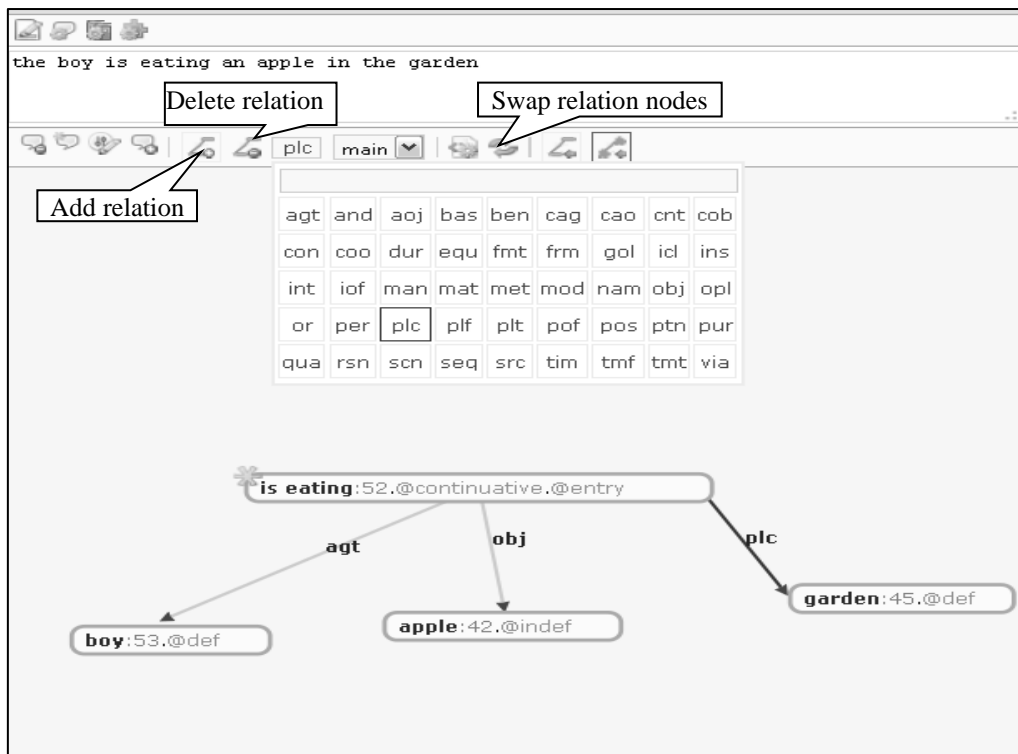 the boy is eating an apple in the garden
Delete relation
Swap relation nodes
plc main
Add relation
agt and aoj bas ben cag cao cnt cob
con coo dur equ fmt frm gol icl ins
int iof man mat met mod nam obj opl
or per plc plf plt pof pos ptn pur
qua rsn scn seq src tim tmf tmt via
is eating:52.@continuative.@entry
agt
obj
plc
garden:45.@def
apple:42.@indef
boy:53.@def